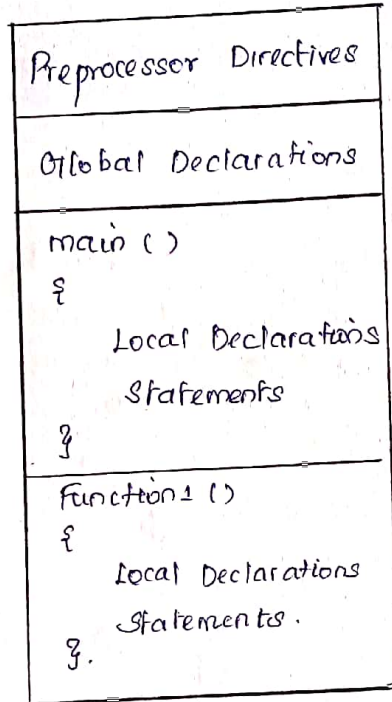 Preprocessor Directives
Global Declarations
main ()
{
Local Declarations
Statements
}
Function1 ()
{
Local Declarations
Statements.
}.